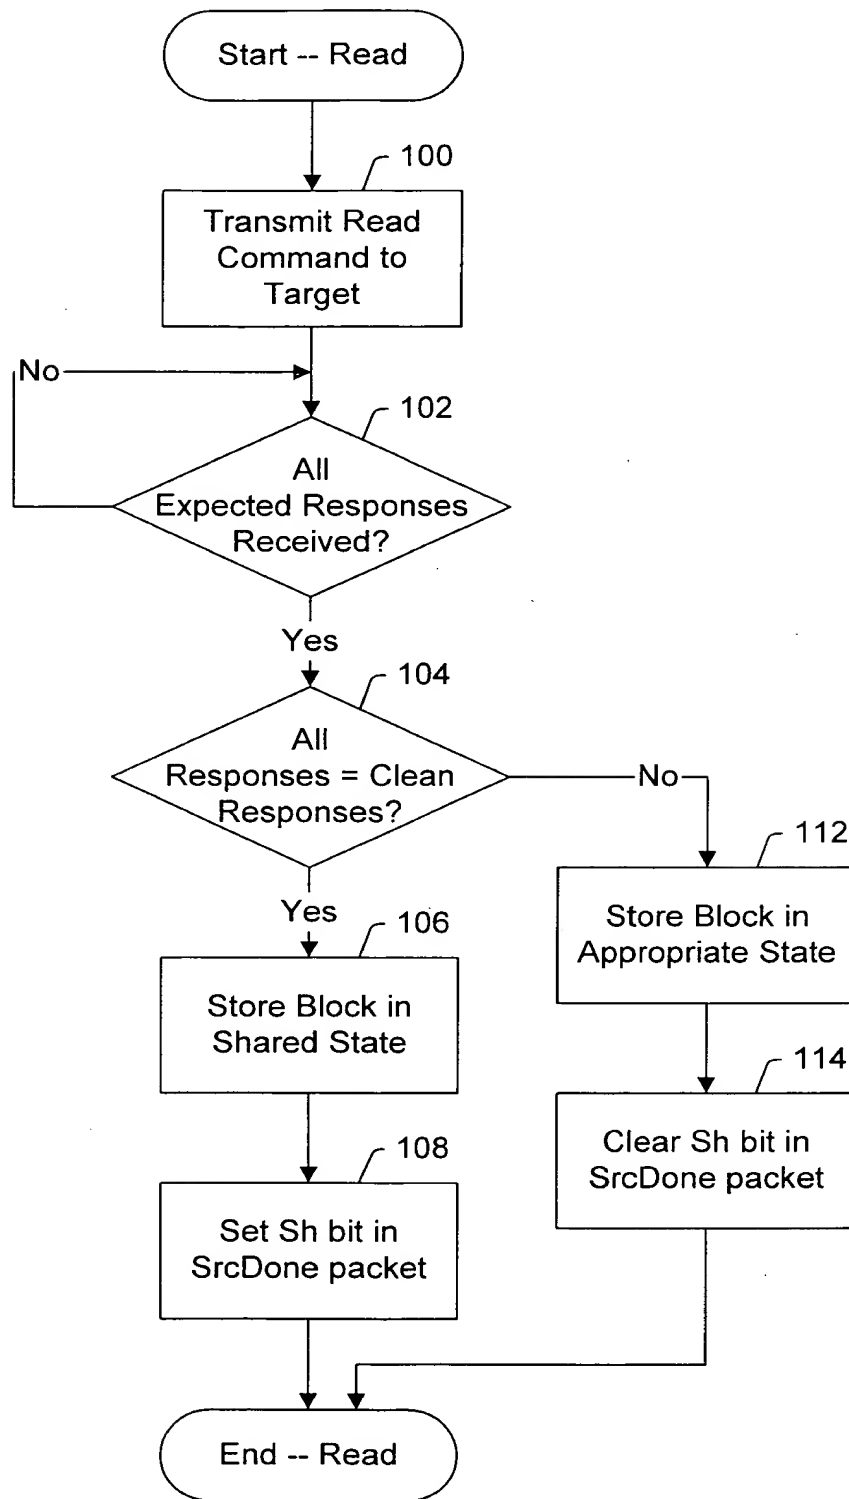 Start -- Read
100
Transmit Read
Command to
Target
No
102
All
Expected Responses
Received?
Yes
104
All
Responses = Clean
Responses?
No
Yes
106
Store Block in
Shared State
112
Store Block in
Appropriate State
108
Set Sh bit in
SrcDone packet
114
Clear Sh bit in
SrcDone packet
End -- Read